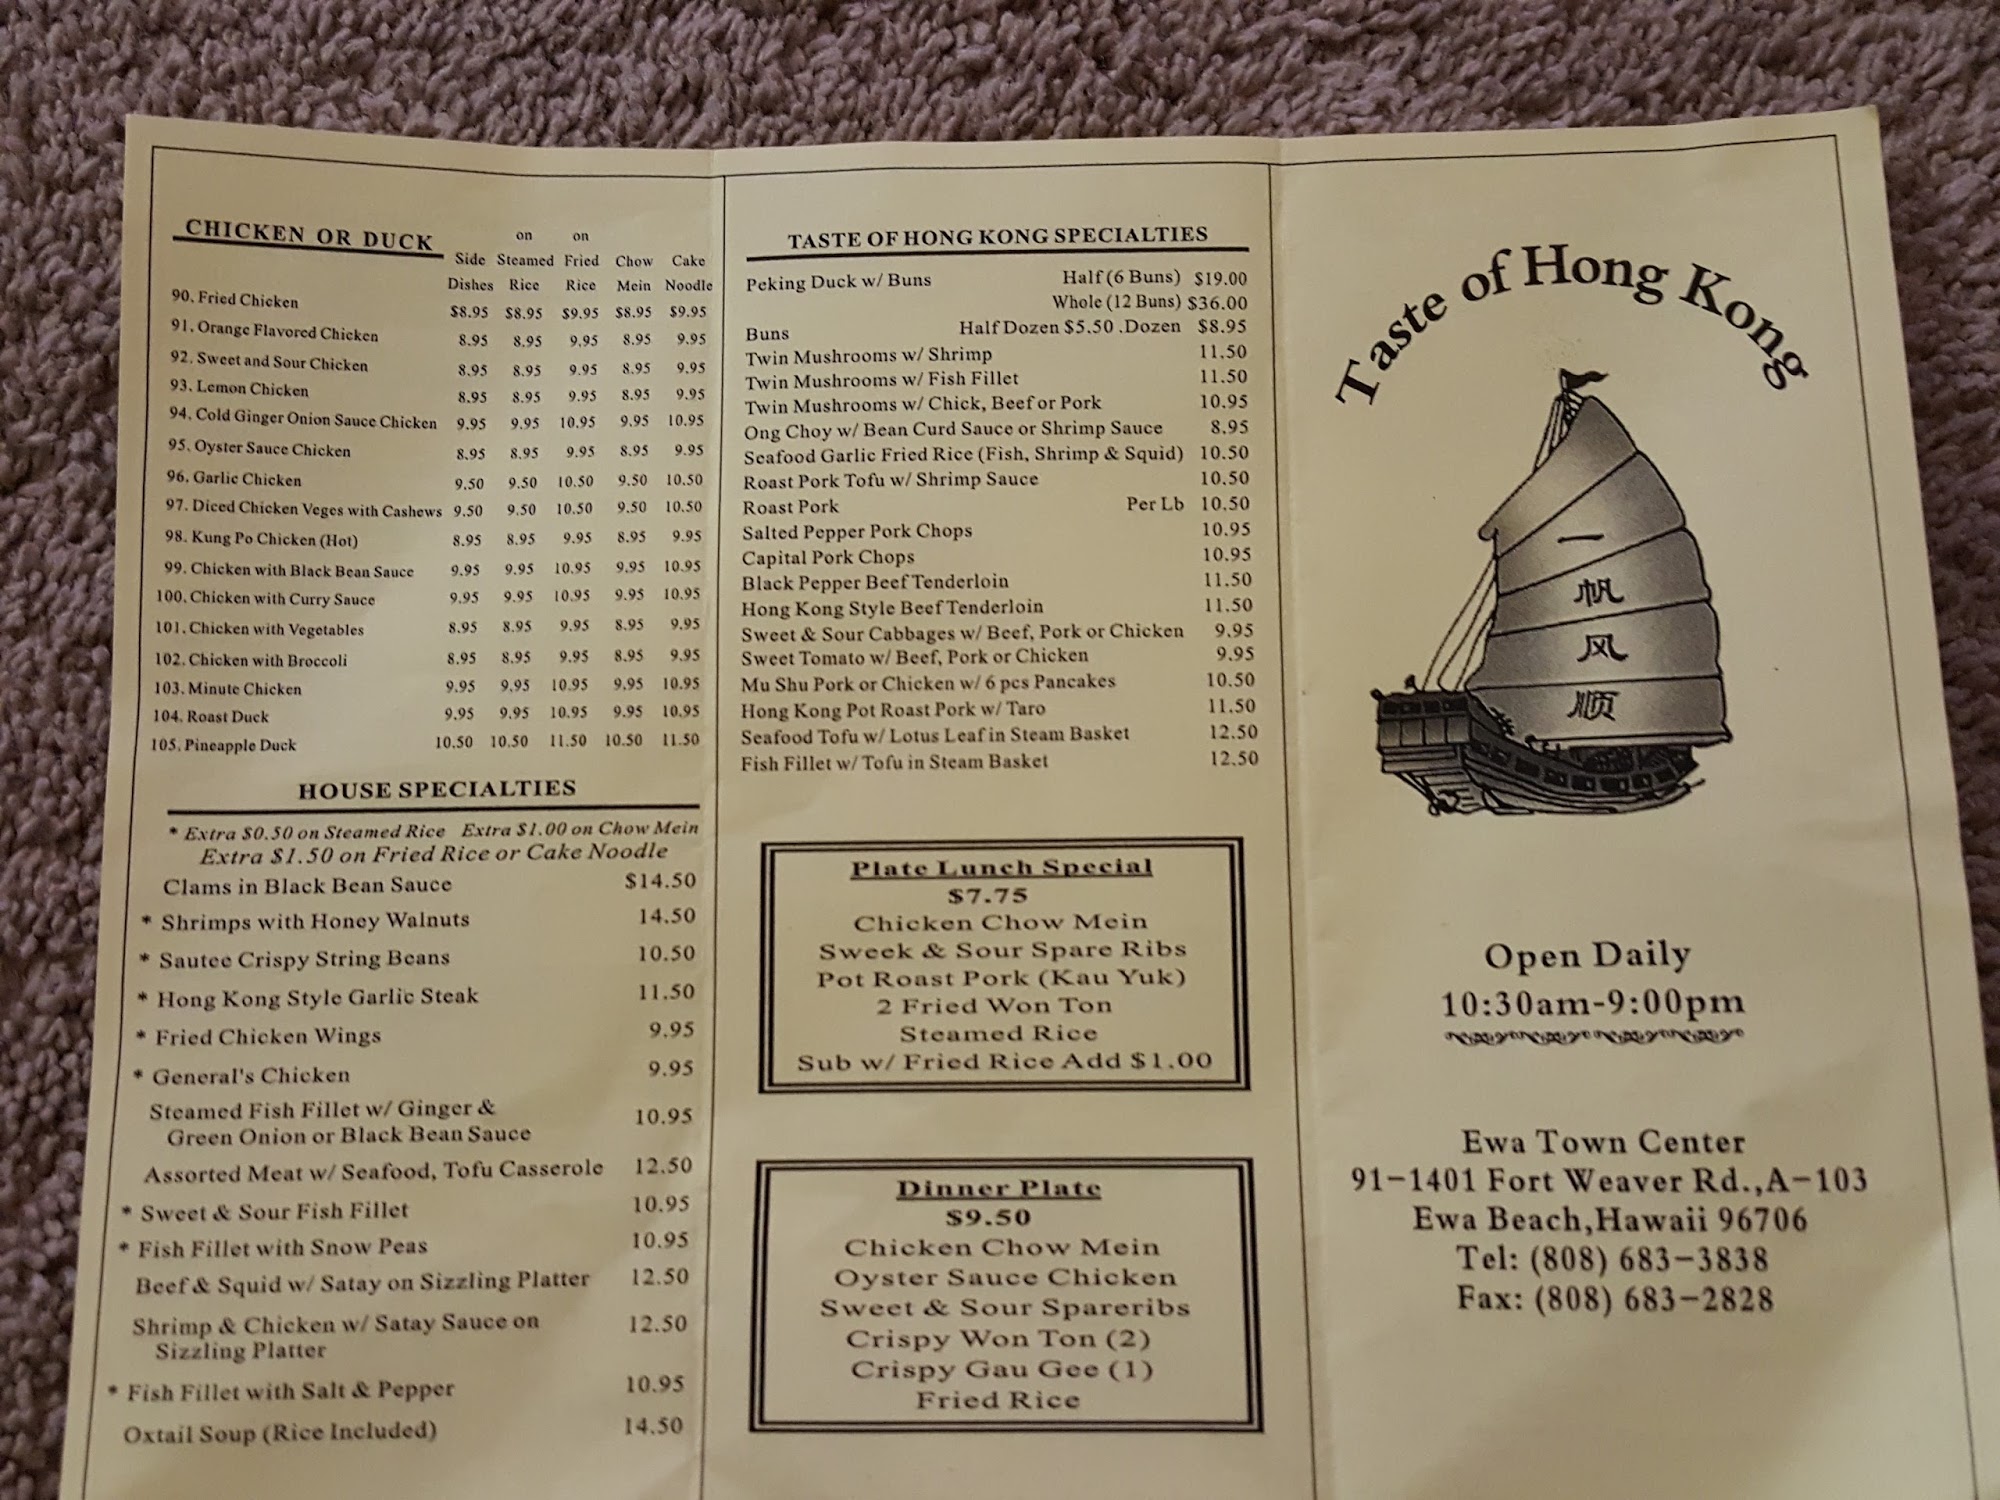 CHICKEN OR DUCK
on on
Side Steamed Fried Chow Cake
Dishes Rice Rice Mein Noodle
90. Fried Chicken $8.95 $8.95 $9.95 $8.95 $9.95
91. Orange Flavored Chicken 8.95 8.95 9.95 8.95 9.95
92. Sweet and Sour Chicken 8.95 8.95 9.95 8.95 9.95
93. Lemon Chicken 8.95 8.95 9.95 8.95 9.95
94. Cold Ginger Onion Sauce Chicken 9.95 9.95 10.95 9.95 10.95
95. Oyster Sauce Chicken 8.95 8.95 9.95 8.95 9.95
96. Garlic Chicken 9.50 9.50 10.50 9.50 10.50
97. Diced Chicken Veges with Cashews 9.50 9.50 10.50 9.50 10.50
98. Kung Po Chicken (Hot) 8.95 8.95 9.95 8.95 9.95
99. Chicken with Black Bean Sauce 9.95 9.95 10.95 9.95 10.95
100. Chicken with Curry Sauce 9.95 9.95 10.95 9.95 10.95
101. Chicken with Vegetables 8.95 8.95 9.95 8.95 9.95
102. Chicken with Broccoli 8.95 8.95 9.95 8.95 9.95
103. Minute Chicken 9.95 9.95 10.95 9.95 10.95
104. Roast Duck 9.95 9.95 10.95 9.95 10.95
105. Pineapple Duck 10.50 10.50 11.50 10.50 11.50
HOUSE SPECIALTIES
* Extra $0.50 on Steamed Rice Extra $1.00 on Chow Mein
Extra $1.50 on Fried Rice or Cake Noodle
Clams in Black Bean Sauce $14.50
* Shrimps with Honey Walnuts 14.50
* Sautee Crispy String Beans 10.50
* Hong Kong Style Garlic Steak 11.50
* Fried Chicken Wings 9.95
* General's Chicken 9.95
Steamed Fish Fillet w/ Ginger & 10.95
Green Onion or Black Bean Sauce
Assorted Meat w/ Seafood, Tofu Casserole 12.50
* Sweet & Sour Fish Fillet 10.95
* Fish Fillet with Snow Peas 10.95
Beef & Squid w/ Satay on Sizzling Platter 12.50
Shrimp & Chicken w/ Satay Sauce on 12.50
Sizzling Platter
* Fish Fillet with Salt & Pepper 10.95
Oxtail Soup (Rice Included) 14.50
TASTE OF HONG KONG SPECIALTIES
Peking Duck w/ Buns Half (6 Buns) $19.00
Whole (12 Buns) $36.00
Buns Half Dozen $5.50 .Dozen $8.95
Twin Mushrooms w/ Shrimp 11.50
Twin Mushrooms w/ Fish Fillet 11.50
Twin Mushrooms w/ Chick, Beef or Pork 10.95
Ong Choy w/ Bean Curd Sauce or Shrimp Sauce 8.95
Seafood Garlic Fried Rice (Fish, Shrimp & Squid) 10.50
Roast Pork Tofu w/ Shrimp Sauce 10.50
Roast Pork Per Lb 10.50
Salted Pepper Pork Chops 10.95
Capital Pork Chops 10.95
Black Pepper Beef Tenderloin 11.50
Hong Kong Style Beef Tenderloin 11.50
Sweet & Sour Cabbages w/ Beef, Pork or Chicken 9.95
Sweet Tomato w/ Beef, Pork or Chicken 9.95
Mu Shu Pork or Chicken w/ 6 pcs Pancakes 10.50
Hong Kong Pot Roast Pork w/ Taro 11.50
Seafood Tofu w/ Lotus Leaf in Steam Basket 12.50
Fish Fillet w/ Tofu in Steam Basket 12.50
Plate Lunch Special
$7.75
Chicken Chow Mein
Sweek & Sour Spare Ribs
Pot Roast Pork (Kau Yuk)
2 Fried Won Ton
Steamed Rice
Sub w/ Fried Rice Add $1.00
Dinner Plate
$9.50
Chicken Chow Mein
Oyster Sauce Chicken
Sweet & Sour Spareribs
Crispy Won Ton (2)
Crispy Gau Gee (1)
Fried Rice
Taste of Hong Kong
一
帆
风
顺
Open Daily
10:30am-9:00pm
Ewa Town Center
91-1401 Fort Weaver Rd.,A-103
Ewa Beach,Hawaii 96706
Tel: (808) 683-3838
Fax: (808) 683-2828